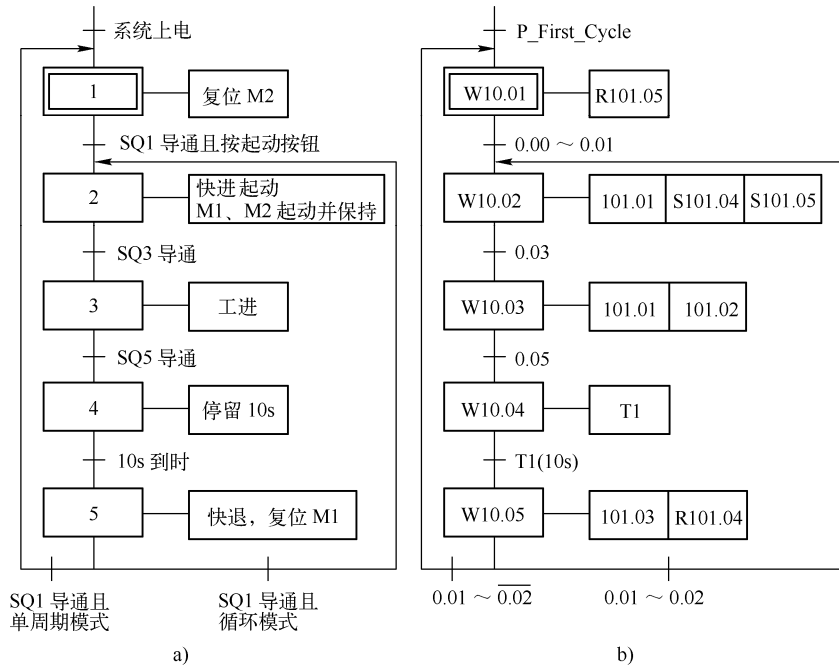 系统上电
1
复位 M2
SQ1 导通且按起动按钮
2
快进起动
M1、M2 起动并保持
SQ3 导通
3
工进
SQ5 导通
4
停留 10s
10s 到时
5
快退，复位 M1
SQ1 导通且
单周期模式
SQ1 导通且
循环模式
a)
P_First_Cycle
W10.01
R101.05
0.00 ～ 0.01
W10.02
101.01
S101.04
S101.05
0.03
W10.03
101.01
101.02
0.05
W10.04
T1
T1(10s)
W10.05
101.03
R101.04
0.01 ～ 0.02
0.01 ～ 0.02
b)